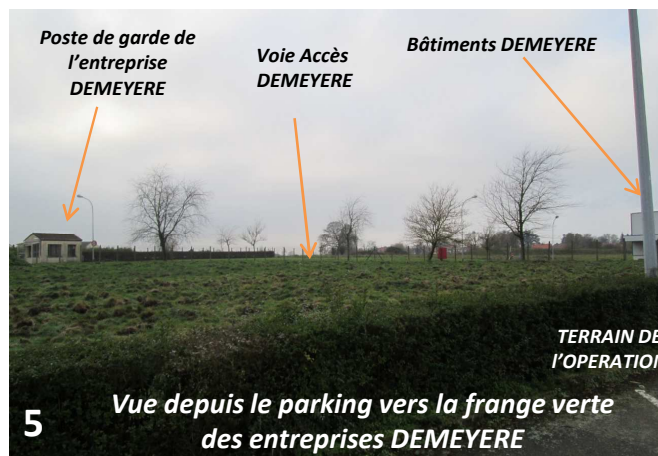 Poste de garde de
l'entreprise
DEMEYERE
Voie Accès
DEMEYERE
Bâtiments DEMEYERE
TERRAIN DE
l'OPERATION
5
Vue depuis le parking vers la frange verte
des entreprises DEMEYERE